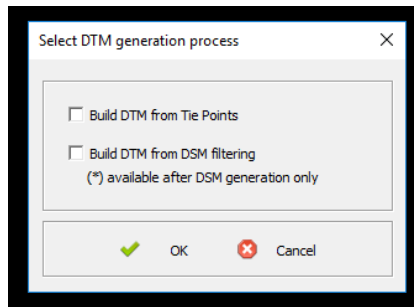 Select DTM generation process
Build DTM from Tie Points
Build DTM from DSM filtering
(*) available after DSM generation only
OK
Cancel